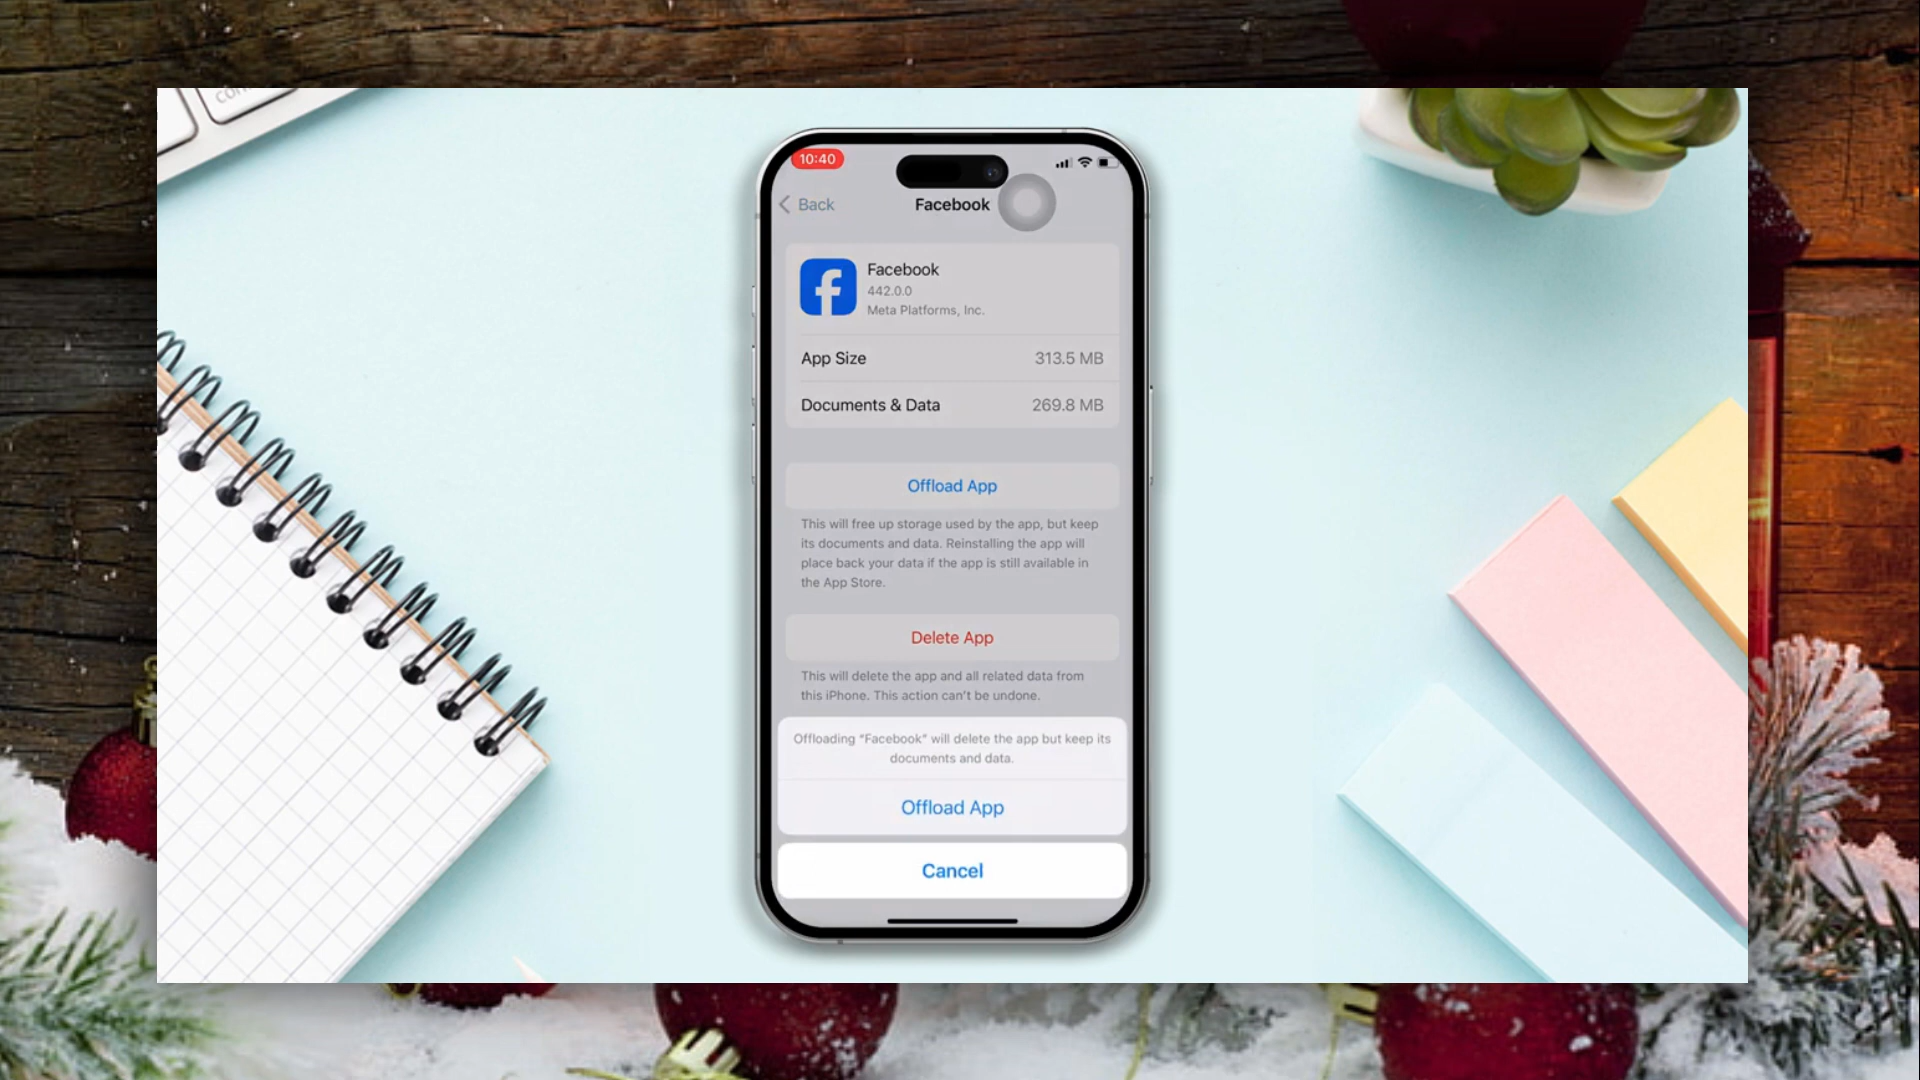 10:40
Back
Facebook
Facebook
442.0.0
Meta Platforms, Inc.
App Size 313.5 MB
Documents & Data 269.8 MB
Offload App
This will free up storage used by the app, but keep
its documents and data. Reinstalling the app will
place back your data if the app is still available in
the App Store.
Delete App
This will delete the app and all related data from
this iPhone. This action can't be undone.
Offloading “Facebook” will delete the app but keep its
documents and data.
Offload App
Cancel